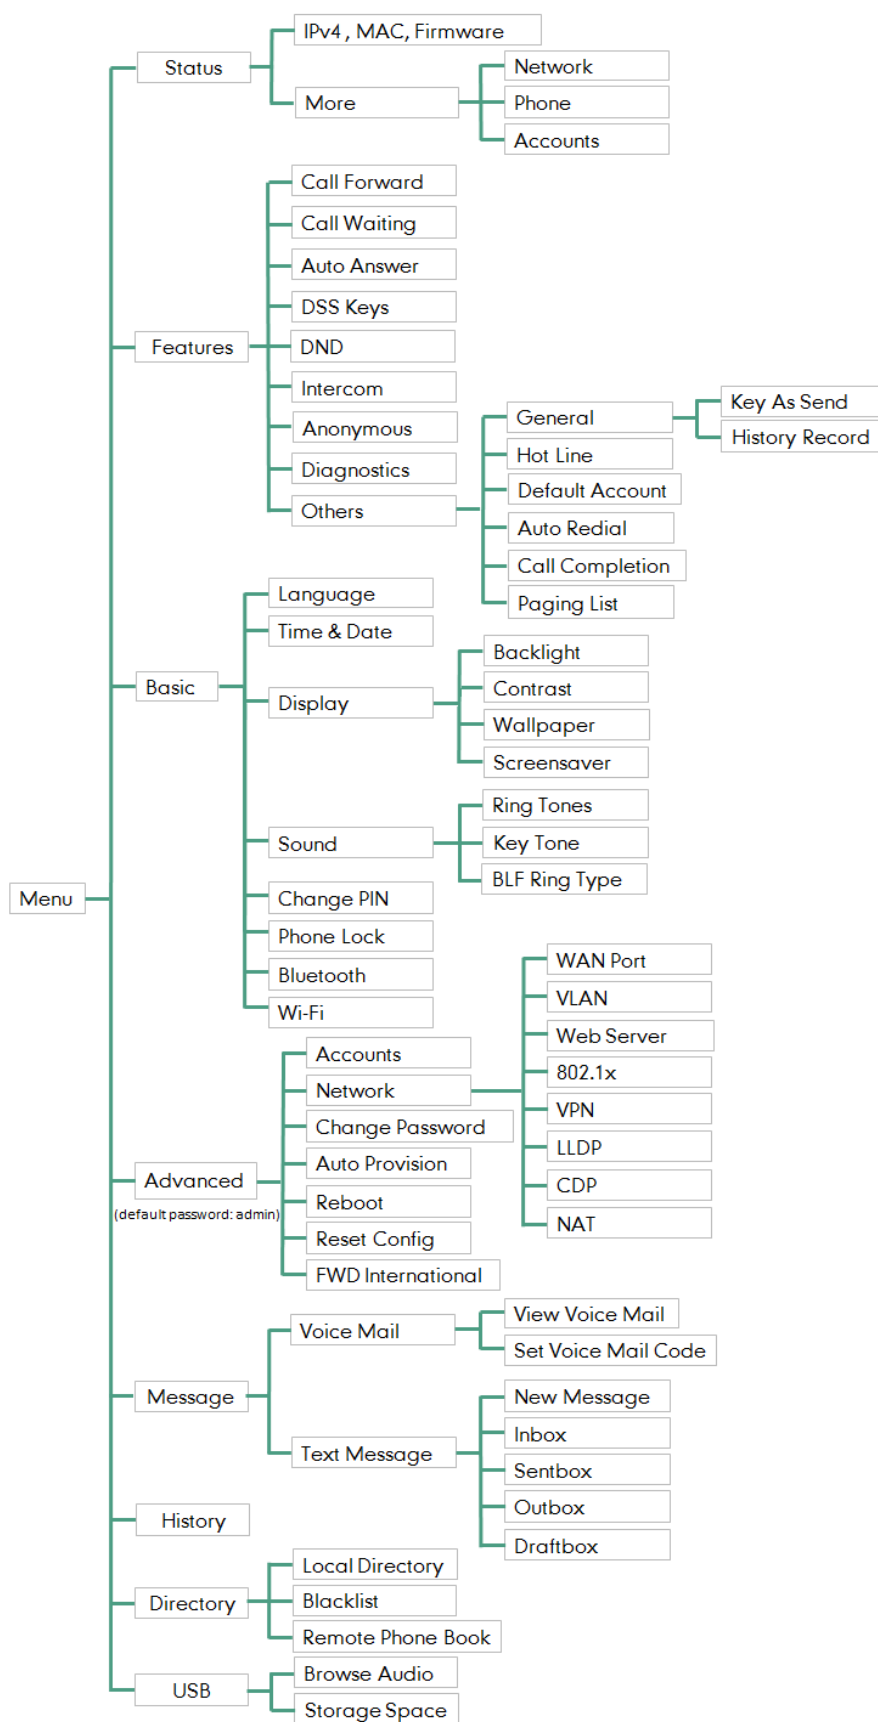 IPv4 , MAC, Firmware
Status
Network
More
Phone
Accounts
Call Forward
Call Waiting
Auto Answer
DSS Keys
Features
DND
Intercom
Key As Send
General
Anonymous
History Record
Hot Line
Diagnostics
Default Account
Others
Auto Redial
Call Completion
Language
Paging List
Time & Date
Backlight
Basic
Contrast
Display
Wallpaper
Screensaver
Ring Tones
Sound
Key Tone
BLF Ring Type
Menu
Change PIN
Phone Lock
WAN Port
Bluetooth
VLAN
Wi-Fi
Web Server
Accounts
802.1x
Network
VPN
Change Password
LLDP
Auto Provision
Advanced
CDP
Reboot
(default password: admin)
NAT
Reset Config
FWD International
View Voice Mail
Voice Mail
Set Voice Mail Code
Message
New Message
Inbox
Text Message
Sentbox
Outbox
History
Draftbox
Local Directory
Directory
Blacklist
Remote Phone Book
Browse Audio
USB
Storage Space